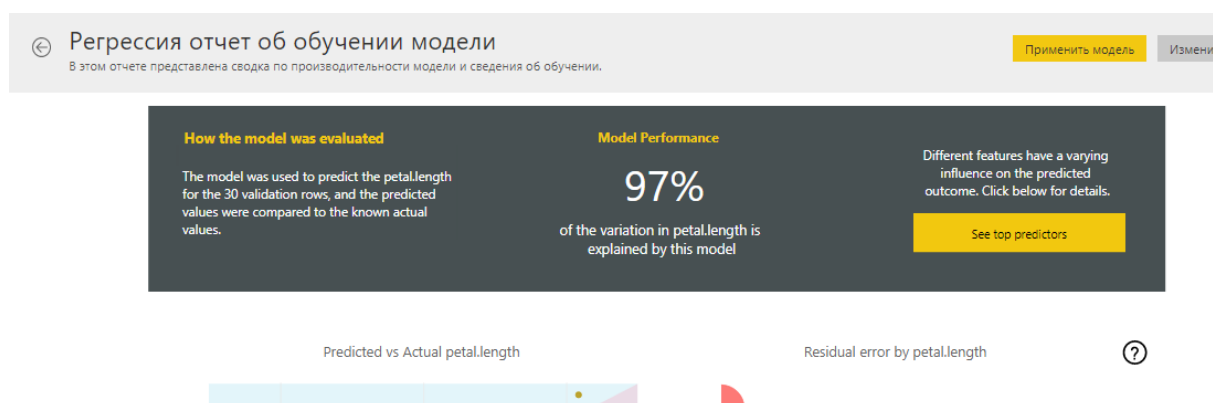 Регрессия отчет об обучении модели
В этом отчете представлена сводка по производительности модели и сведения об обучении.
Применить модель
Измени
How the model was evaluated
The model was used to predict the petal.length
for the 30 validation rows, and the predicted
values were compared to the known actual
values.
Model Performance
97%
of the variation in petal.length is
explained by this model
Different features have a varying
influence on the predicted
outcome. Click below for details.
See top predictors
Predicted vs Actual petal.length
Residual error by petal.length
?